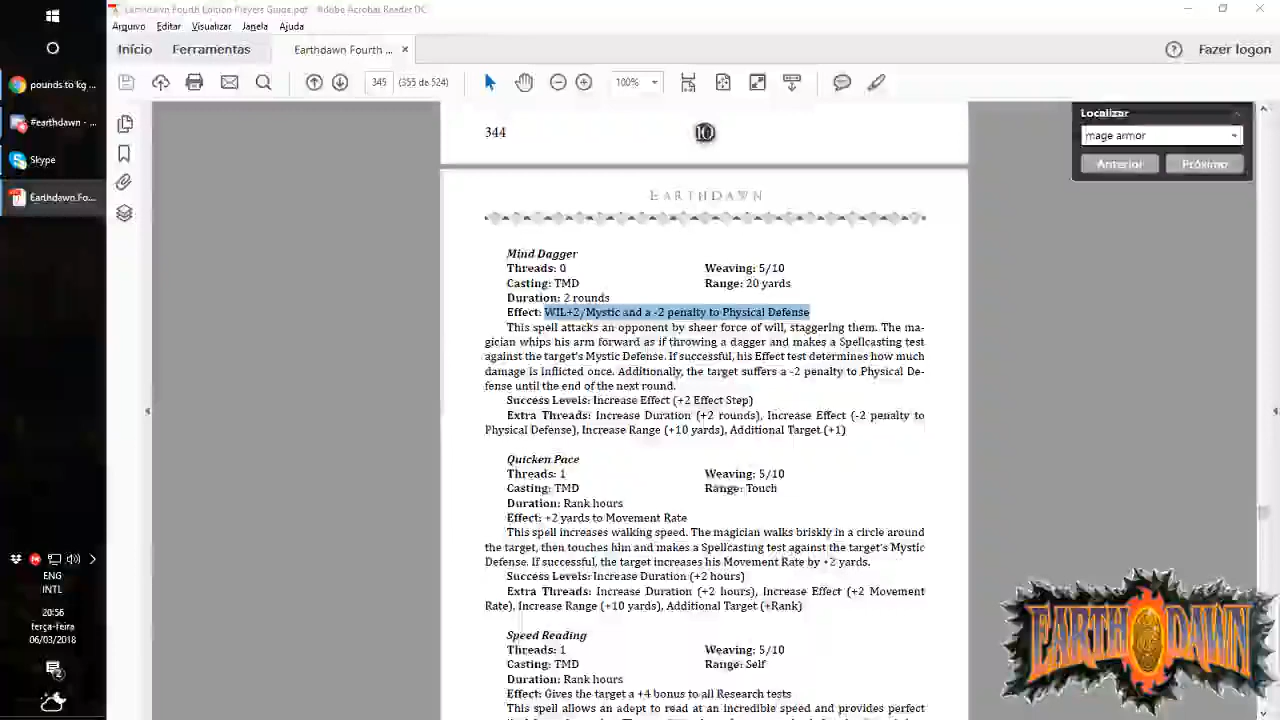 Earthdawn Fourth Edition Players Guide.pdf - Adobe Acrobat Reader DC
Arquivo Editar Visualizar Janela Ajuda
Início Ferramentas Earthdawn Fourth ... × Fazer logon
345 (355 de 524) 100%
pounds to kg ...
#earthdawn - ...
Skype
Earthdawn Fo...
Localizar
mage armor
Anterior Próximo
344 10
EARTHDAWN
Mind Dagger
Threads: 0 Weaving: 5/10
Casting: TMD Range: 20 yards
Duration: 2 rounds
Effect: WIL+2/Mystic and a -2 penalty to Physical Defense
This spell attacks an opponent by sheer force of will, staggering them. The ma-
gician whips his arm forward as if throwing a dagger and makes a Spellcasting test
against the target's Mystic Defense. If successful, his Effect test determines how much
damage is inflicted once. Additionally, the target suffers a -2 penalty to Physical De-
fense until the end of the next round.
Success Levels: Increase Effect (+2 Effect Step)
Extra Threads: Increase Duration (+2 rounds), Increase Effect (-2 penalty to
Physical Defense), Increase Range (+10 yards), Additional Target (+1)
Quicken Pace
Threads: 1 Weaving: 5/10
Casting: TMD Range: Touch
Duration: Rank hours
Effect: +2 yards to Movement Rate
This spell increases walking speed. The magician walks briskly in a circle around
the target, then touches him and makes a Spellcasting test against the target's Mystic
Defense. If successful, the target increases his Movement Rate by +2 yards.
Success Levels: Increase Duration (+2 hours)
Extra Threads: Increase Duration (+2 hours), Increase Effect (+2 Movement
Rate), Increase Range (+10 yards), Additional Target (+Rank)
Speed Reading
Threads: 1 Weaving: 5/10
Casting: TMD Range: Self
Duration: Rank hours
Effect: Gives the target a +4 bonus to all Research tests
This spell allows an adept to read at an incredible speed and provides perfect
ENG
INTL
20:56
terça-feira
06/03/2018
2
EARTHDAWN